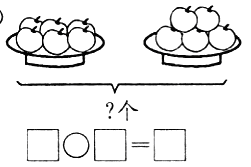 ?个
=